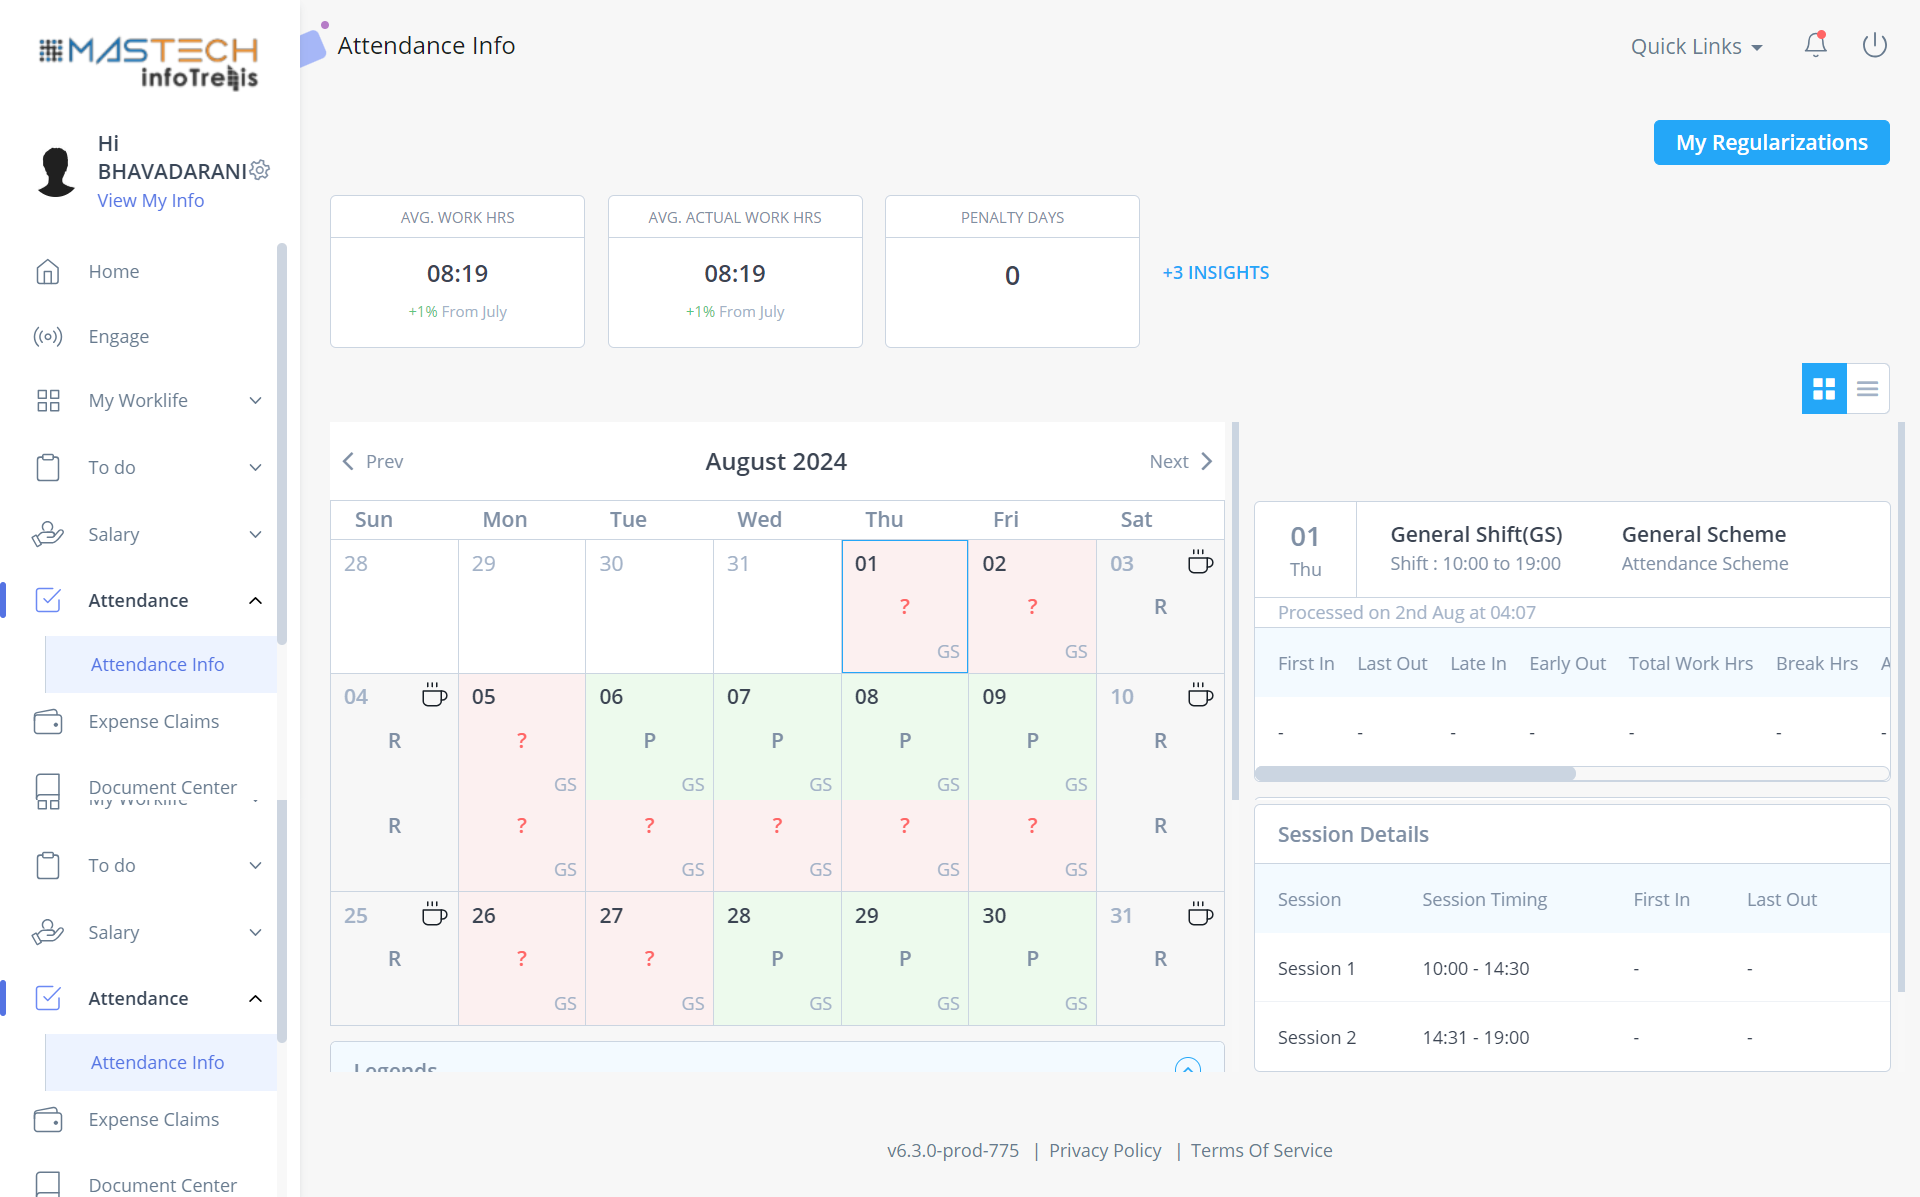 MASTECH
infoTrellis
Attendance Info
Quick Links
Hi
BHAVADARANI
View My Info
My Regularizations
AVG. WORK HRS
AVG. ACTUAL WORK HRS
PENALTY DAYS
08:19
08:19
0
+1% From July
+1% From July
+3 INSIGHTS
Home
Engage
My Worklife
To do
Salary
Attendance
Attendance Info
Expense Claims
Document Center
My Worklife
To do
Salary
Attendance
Attendance Info
Expense Claims
Document Center
Prev
August 2024
Next
Sun Mon Tue Wed Thu Fri Sat
28 29 30 31 01 02 03
? ? R
GS GS
04 05 06 07 08 09 10
R ? P P P P R
GS GS GS GS GS
R ? ? ? ? ? R
GS GS GS GS GS
25 26 27 28 29 30 31
R ? ? P P P R
GS GS GS GS GS
Legends
01
Thu
General Shift(GS)
Shift : 10:00 to 19:00
General Scheme
Attendance Scheme
Processed on 2nd Aug at 04:07
First In Last Out Late In Early Out Total Work Hrs Break Hrs A
- - - - - - -
Session Details
Session Session Timing First In Last Out
Session 1 10:00 - 14:30 - -
Session 2 14:31 - 19:00 - -
v6.3.0-prod-775 | Privacy Policy | Terms Of Service